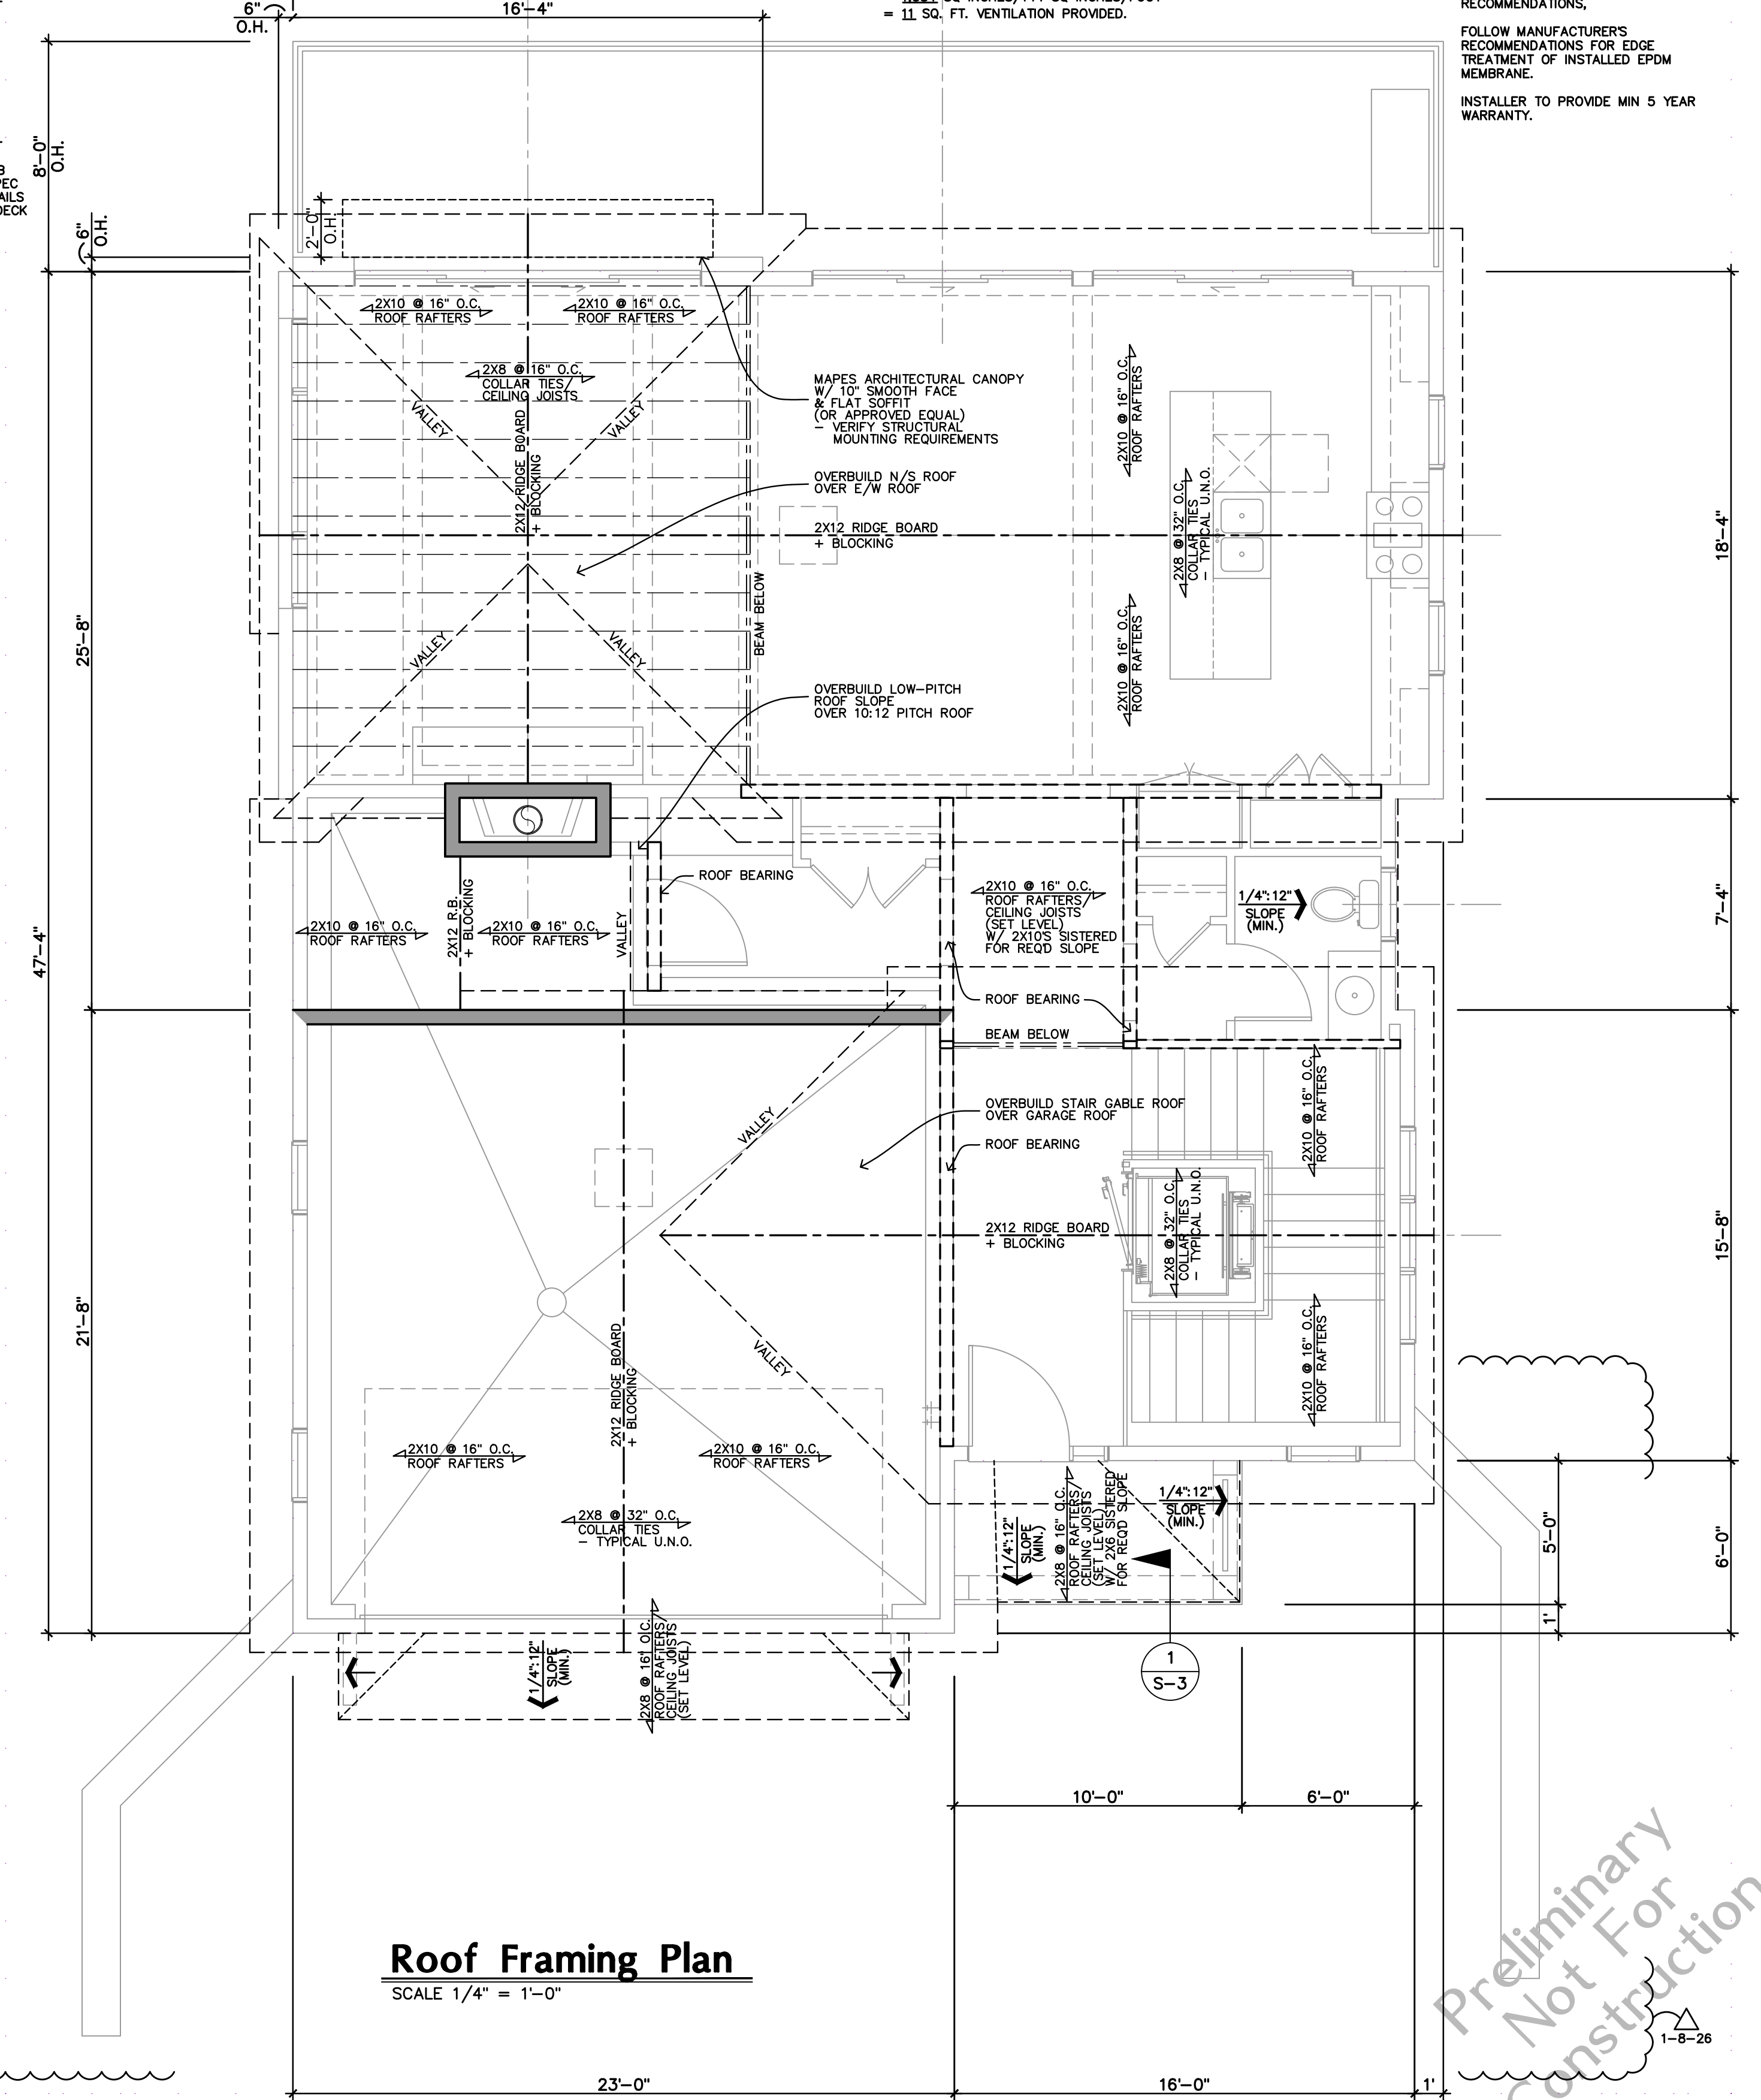 6"
O.H.
16'-4"
SQ INCHES/144 SQ INCHES/FOOT
= 11 SQ. FT. VENTILATION PROVIDED.
RECOMMENDATIONS,
FOLLOW MANUFACTURER'S
RECOMMENDATIONS FOR EDGE
TREATMENT OF INSTALLED EPDM
MEMBRANE.
INSTALLER TO PROVIDE MIN 5 YEAR
WARRANTY.
8'-0"
O.H.
AILS
DECK
6"
O.H.
2'-0"
O.H.
2X10 @ 16" O.C.
ROOF RAFTERS
2X10 @ 16" O.C.
ROOF RAFTERS
2X8 @ 16" O.C.
COLLAR TIES/
CEILING JOISTS
VALLEY
VALLEY
2X12 RIDGE BOARD
+ BLOCKING
MAPES ARCHITECTURAL CANOPY
W/ 10" SMOOTH FACE
& FLAT SOFFIT
(OR APPROVED EQUAL)
- VERIFY STRUCTURAL
MOUNTING REQUIREMENTS
OVERBUILD N/S ROOF
OVER E/W ROOF
2X12 RIDGE BOARD
+ BLOCKING
2X10 @ 16" O.C.
ROOF RAFTERS
2X8 @ 32" O.C.
COLLAR TIES
- TYPICAL U.N.O.
2X10 @ 16" O.C.
ROOF RAFTERS
18'-4"
BEAM BELOW
VALLEY
VALLEY
25'-8"
OVERBUILD LOW-PITCH
ROOF SLOPE
OVER 10:12 PITCH ROOF
ROOF BEARING
2X10 @ 16" O.C.
ROOF RAFTERS
2X12 R.B.
+ BLOCKING
2X10 @ 16" O.C.
ROOF RAFTERS
VALLEY
2X10 @ 16" O.C.
ROOF RAFTERS/
CEILING JOISTS
(SET LEVEL)
W/ 2X10'S SISTERED
FOR REQ'D SLOPE
1/4":12"
SLOPE
(MIN.)
7'-4"
47'-4"
ROOF BEARING
BEAM BELOW
OVERBUILD STAIR GABLE ROOF
OVER GARAGE ROOF
ROOF BEARING
VALLEY
2X10 @ 16" O.C.
ROOF RAFTERS
2X12 RIDGE BOARD
+ BLOCKING
2X8 @ 32" O.C.
COLLAR TIES
- TYPICAL U.N.O.
15'-8"
21'-8"
2X12 RIDGE BOARD
+ BLOCKING
VALLEY
2X10 @ 16" O.C.
ROOF RAFTERS
2X10 @ 16" O.C.
ROOF RAFTERS
2X10 @ 16" O.C.
ROOF RAFTERS
2X8 @ 32" O.C.
COLLAR TIES
- TYPICAL U.N.O.
1/4":12"
SLOPE
(MIN.)
2X8 @ 16" O.C.
ROOF RAFTERS/
CEILING JOISTS
(SET LEVEL)
W/ 2X6 SISTERED
FOR REQ'D SLOPE
1/4":12"
SLOPE
(MIN.)
5'-0"
6'-0"
1'
1/4":12"
SLOPE
(MIN.)
2X8 @ 16" O.C.
ROOF RAFTERS/
CEILING JOISTS
(SET LEVEL)
1
S-3
10'-0"
6'-0"
Roof Framing Plan
SCALE 1/4" = 1'-0"
Preliminary
Not For
Construction
1-8-26
23'-0"
16'-0"
1'